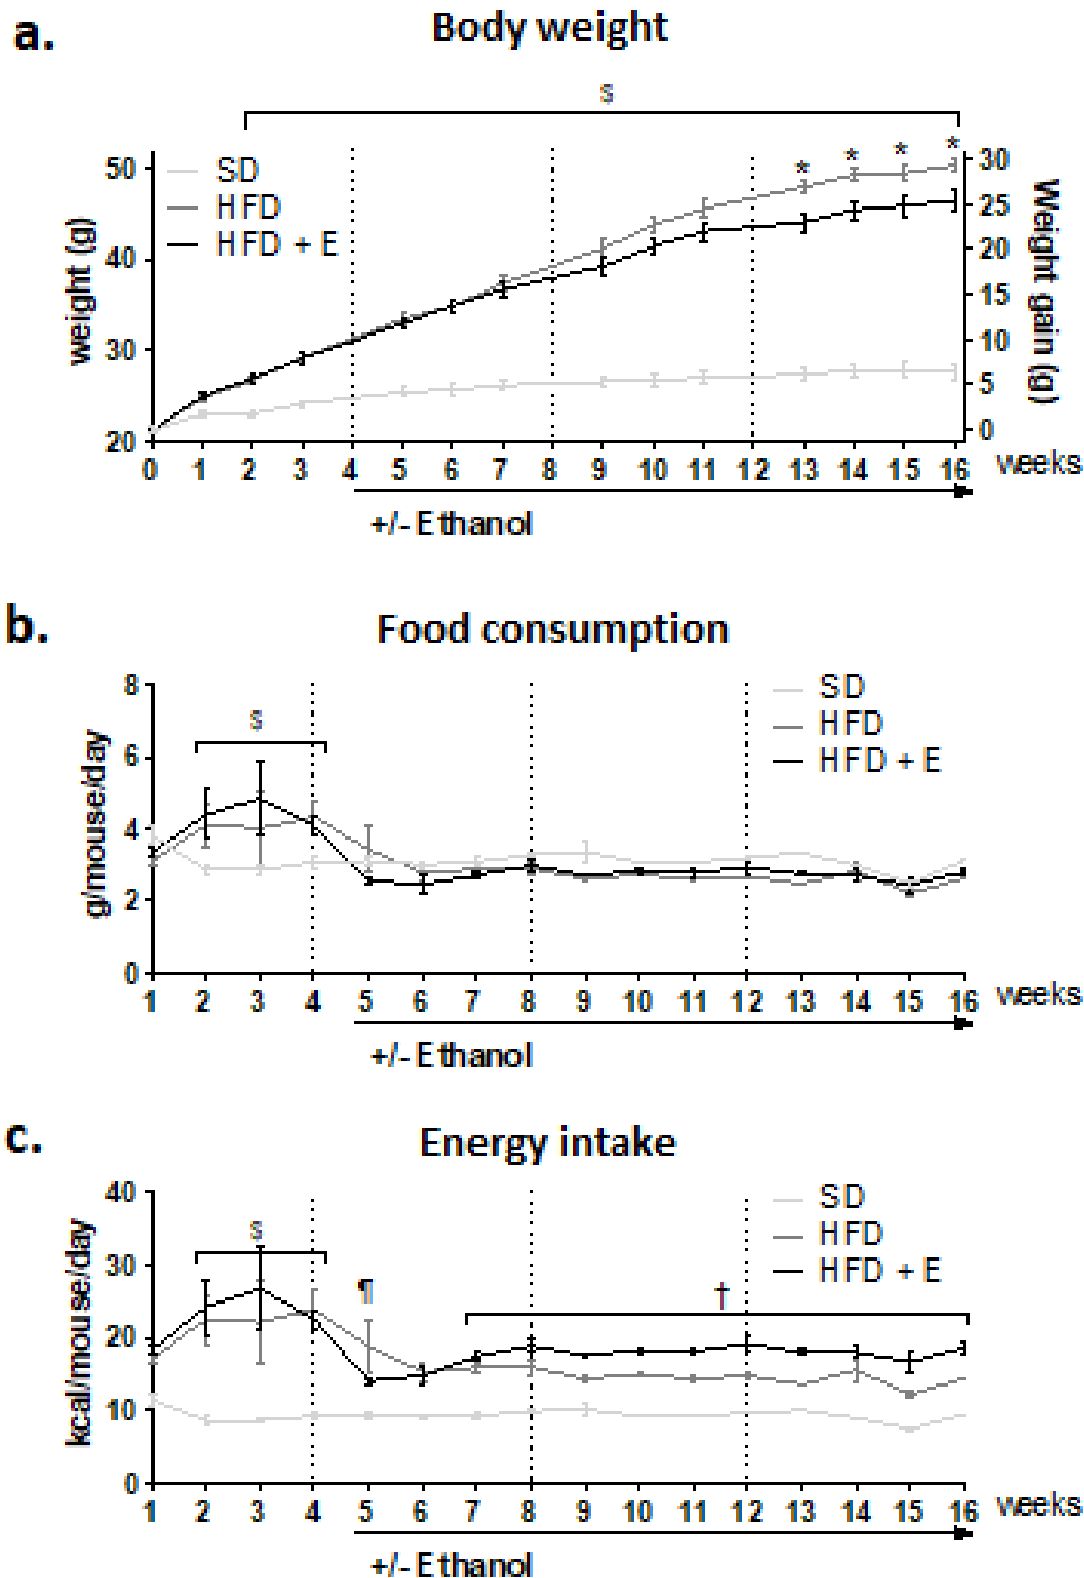 a.
Body weight
s
* * * *
50
40
30
20
weight (g)
SD
HFD
HFD + E
30
25
20
15
10
5
0
Weight gain (g)
0 1 2 3 4 5 6 7 8 9 10 11 12 13 14 15 16 weeks
+/- Ethanol
b.
Food consumption
8
6
4
2
0
g/mouse/day
s
SD
HFD
HFD + E
1 2 3 4 5 6 7 8 9 10 11 12 13 14 15 16 weeks
+/- Ethanol
c.
Energy intake
40
30
20
10
0
kcal/mouse/day
s
¶
†
SD
HFD
HFD + E
1 2 3 4 5 6 7 8 9 10 11 12 13 14 15 16 weeks
+/- Ethanol